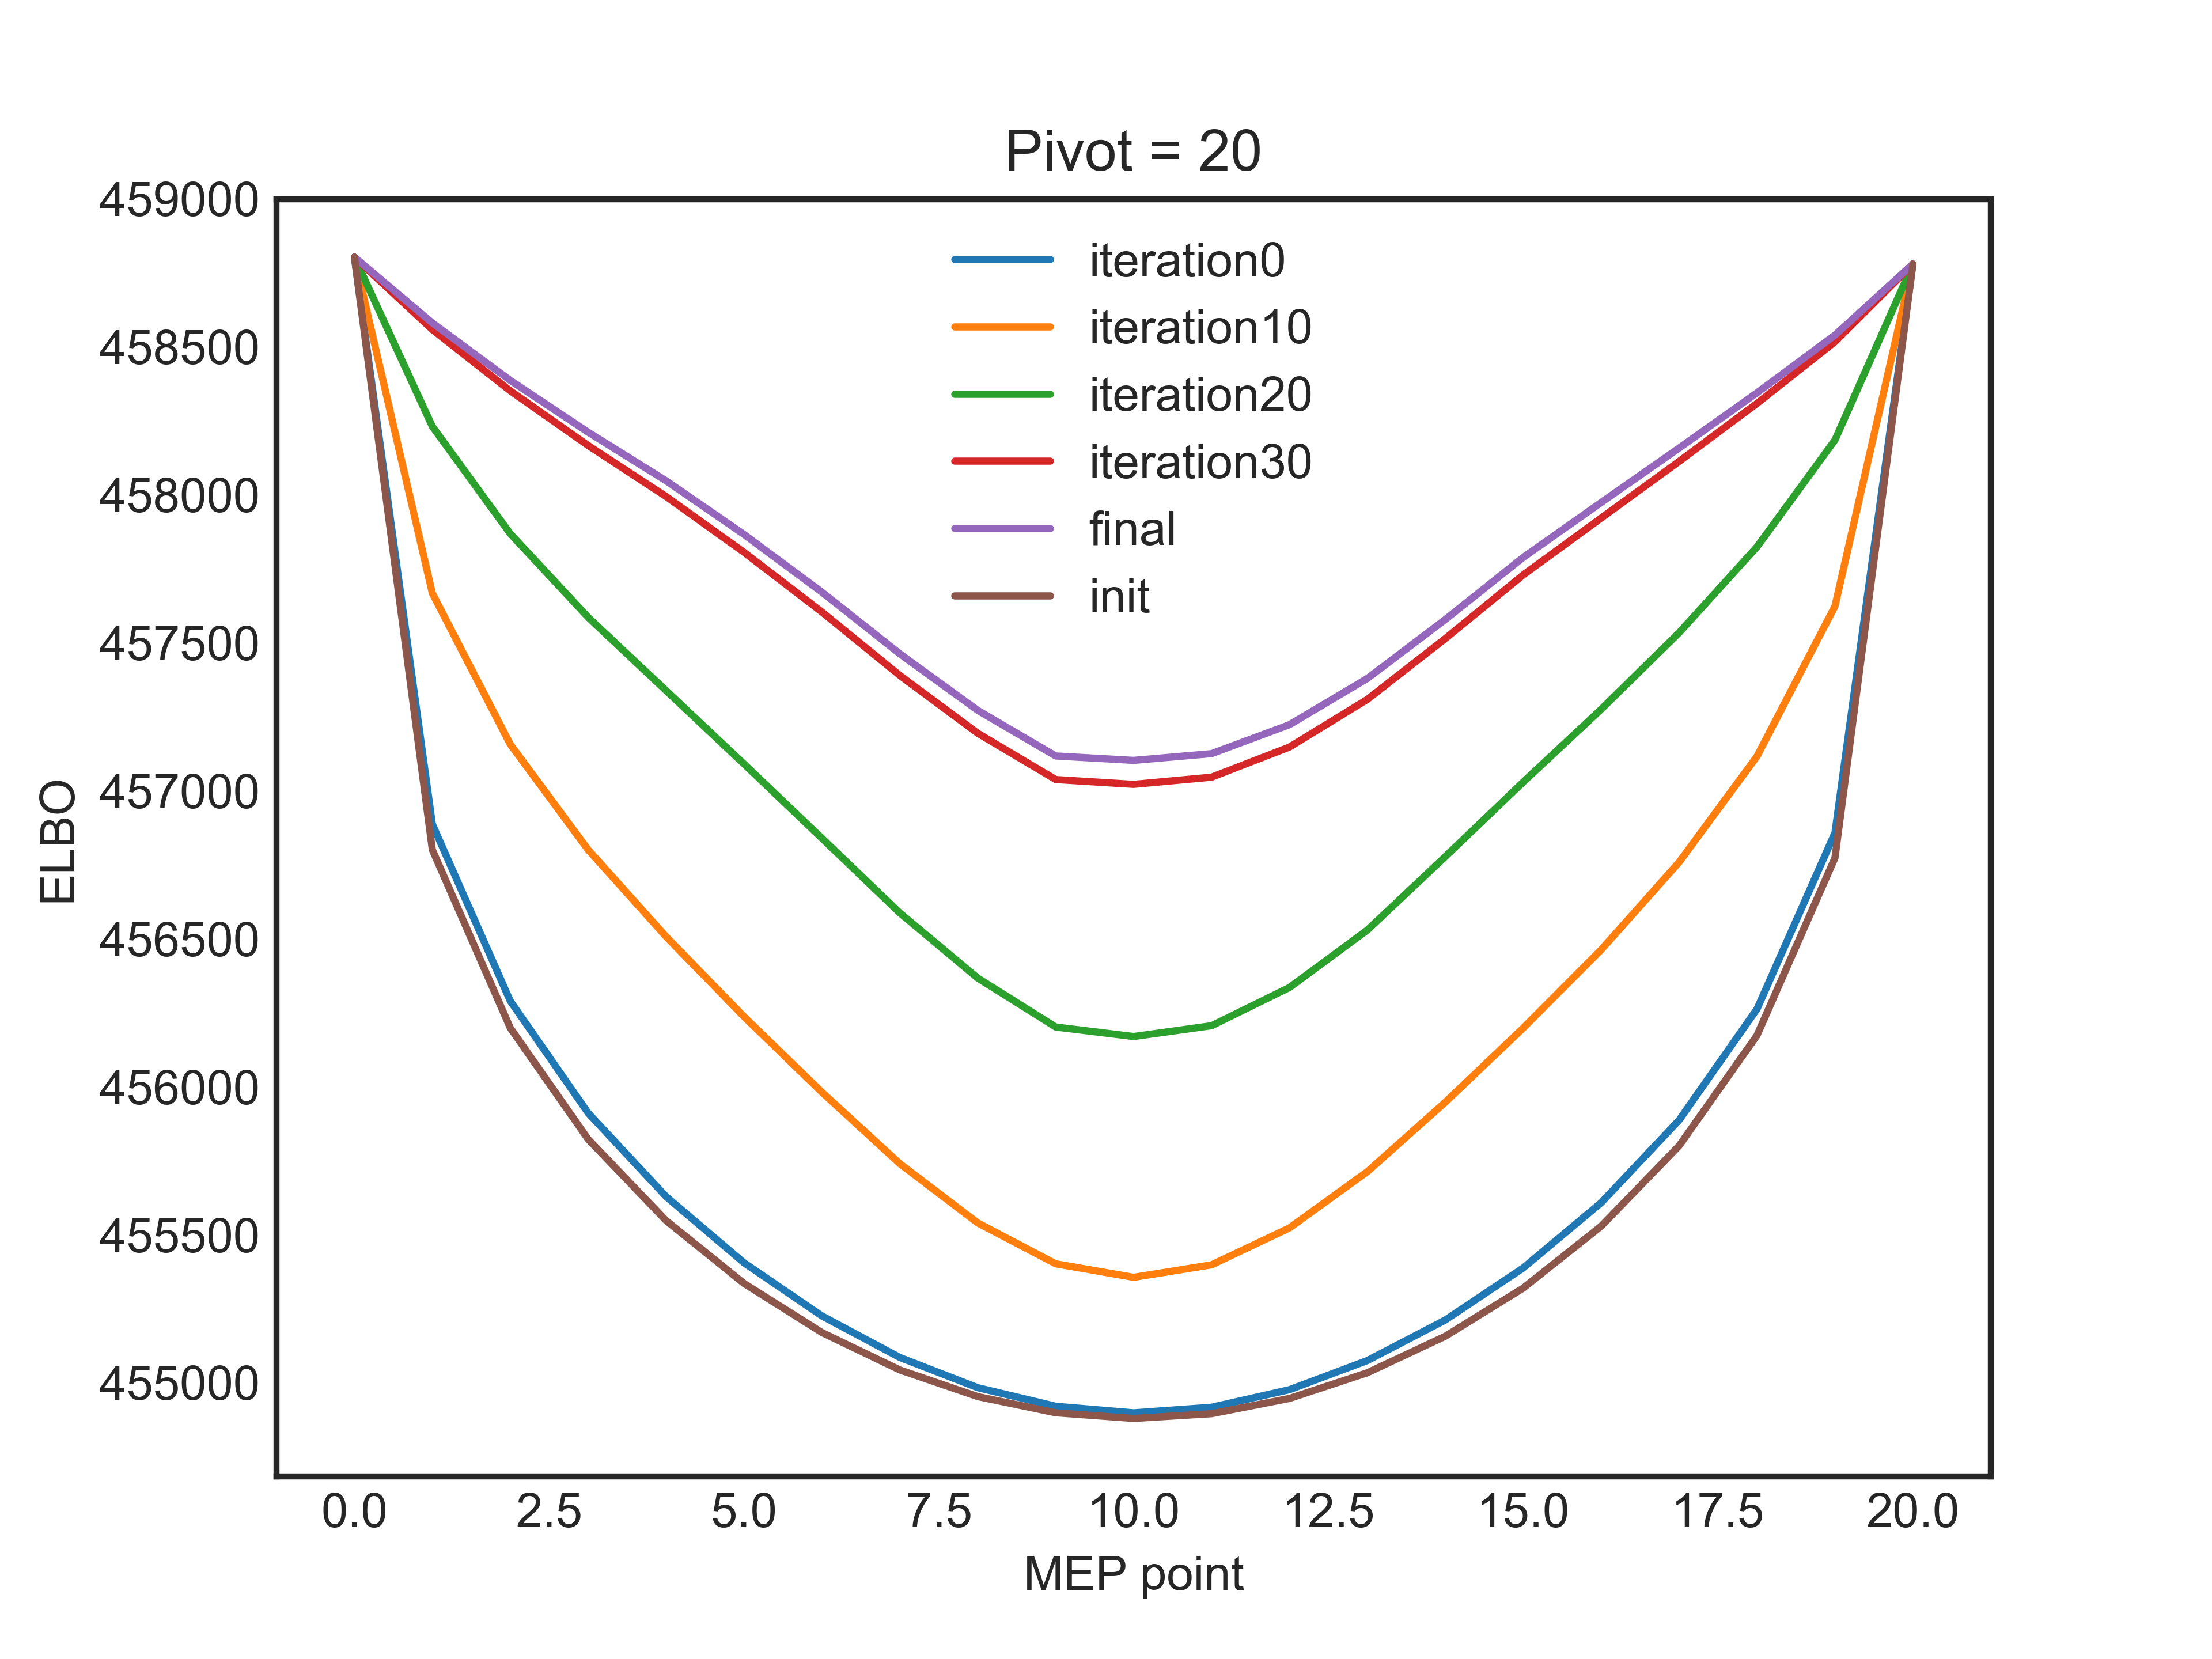 Pivot = 20
459000
458500
458000
457500
457000
456500
456000
455500
455000
ELBO
iteration0
iteration10
iteration20
iteration30
final
init
0.0 2.5 5.0 7.5 10.0 12.5 15.0 17.5 20.0
MEP point